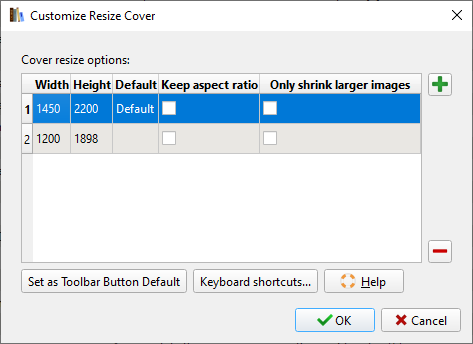 Customize Resize Cover
Cover resize options:
Width Height Default Keep aspect ratio Only shrink larger images
1 1450 2200 Default
2 1200 1898
Set as Toolbar Button Default Keyboard shortcuts... Help
OK Cancel